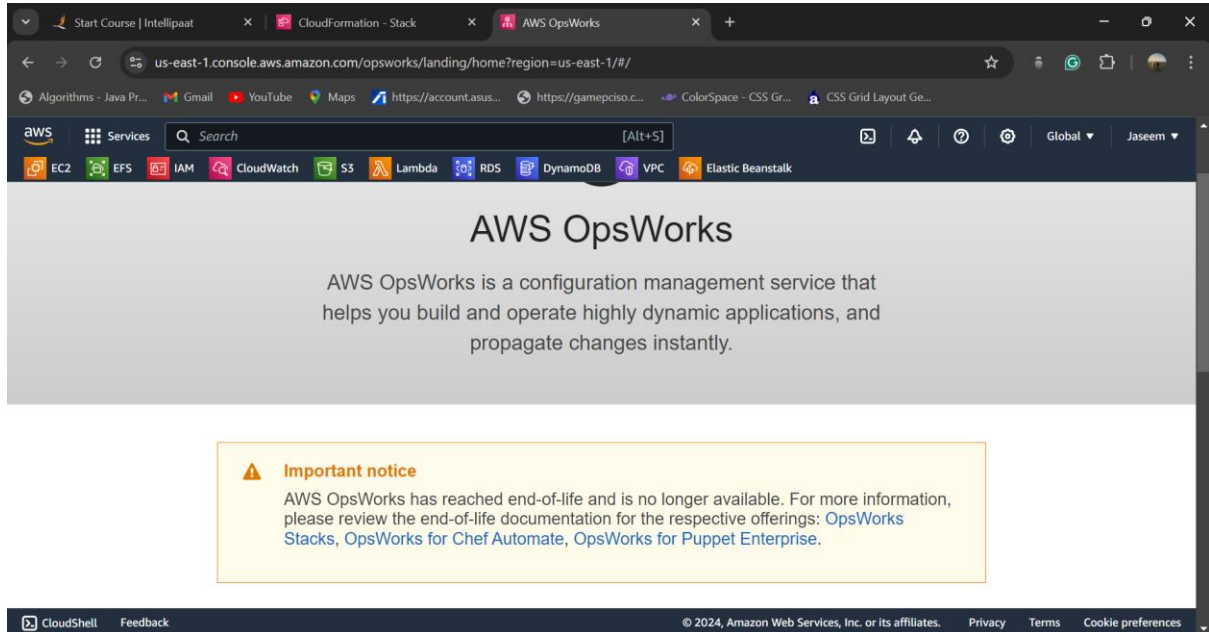 Start Course | Intellipaat
CloudFormation - Stack
AWS OpsWorks
us-east-1.console.aws.amazon.com/opsworks/landing/home?region=us-east-1/#/
Algorithms - Java Pr... Gmail YouTube Maps https://account.asus... https://gamepciso.c... ColorSpace - CSS Gr... CSS Grid Layout Ge...
aws Services Search [Alt+S] Global Jaseem
EC2 EFS IAM CloudWatch S3 Lambda RDS DynamoDB VPC Elastic Beanstalk
AWS OpsWorks
AWS OpsWorks is a configuration management service that
helps you build and operate highly dynamic applications, and
propagate changes instantly.
Important notice
AWS OpsWorks has reached end-of-life and is no longer available. For more information,
please review the end-of-life documentation for the respective offerings: OpsWorks
Stacks, OpsWorks for Chef Automate, OpsWorks for Puppet Enterprise.
CloudShell Feedback © 2024, Amazon Web Services, Inc. or its affiliates. Privacy Terms Cookie preferences